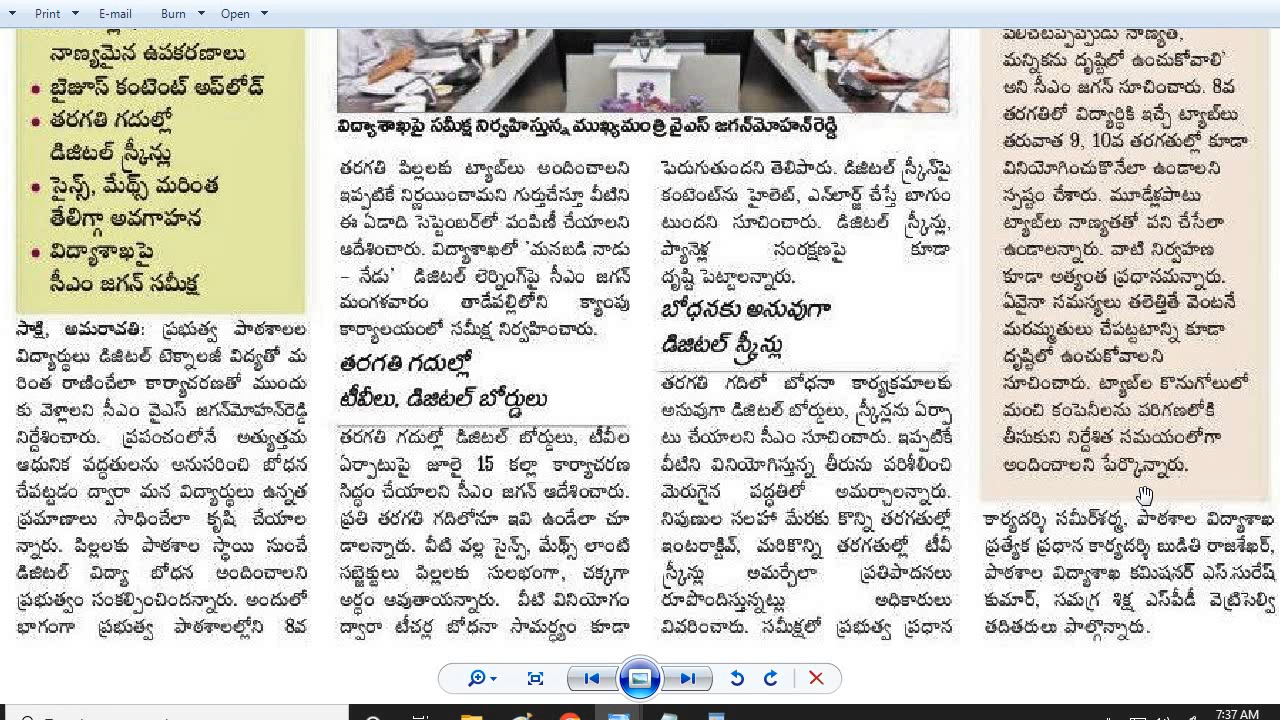 Print
E-mail
Burn
Open
నాణ్యమైన ఉపకరణాలు
బైజూస్ కంటెంట్ అప్‌లోడ్
తరగతి గదుల్లో
డిజిటల్ స్క్రీన్లు
సైన్స్, మేథ్స్ మరింత
తేలిగ్గా అవగాహన
విద్యాశాఖపై
సీఎం జగన్ సమీక్ష
సాక్షి, అమరావతి: ప్రభుత్వ పాఠశాలల
విద్యార్థులు డిజిటల్ టెక్నాలజీ విద్యతో మ
రింత రాణించేలా కార్యాచరణతో ముందు
కు వెళ్లాలని సీఎం వైఎస్ జగన్‌మోహన్‌రెడ్డి
నిర్దేశించారు. ప్రపంచంలోనే అత్యుత్తమ
ఆధునిక పద్ధతులను అనుసరించి బోధన
చేపట్టడం ద్వారా మన విద్యార్థులు ఉన్నత
ప్రమాణాలు సాధించేలా కృషి చేయాల
న్నారు. పిల్లలకు పాఠశాల స్థాయి నుంచే
డిజిటల్ విద్యా బోధన అందించాలని
ప్రభుత్వం సంకల్పించిందన్నారు. అందులో
భాగంగా ప్రభుత్వ పాఠశాలల్లోని 8వ
విద్యాశాఖపై సమీక్ష నిర్వహిస్తున్న ముఖ్యమంత్రి వైఎస్ జగన్‌మోహన్‌రెడ్డి
తరగతి పిల్లలకు ట్యాబ్‌లు అందించాలని
ఇప్పటికే నిర్ణయించామని గుర్తుచేస్తూ వీటిని
ఈ ఏడాది సెప్టెంబర్‌లో పంపిణీ చేయాలని
ఆదేశించారు. విద్యాశాఖలో 'మనబడి నాడు
– నేడు' డిజిటల్ లెర్నింగ్‌పై సీఎం జగన్
మంగళవారం తాడేపల్లిలోని క్యాంపు
కార్యాలయంలో సమీక్ష నిర్వహించారు.
తరగతి గదుల్లో
టీవీలు, డిజిటల్ బోర్డులు
తరగతి గదుల్లో డిజిటల్ బోర్డులు, టీవీల
ఏర్పాటుపై జూలై 15 కల్లా కార్యాచరణ
సిద్ధం చేయాలని సీఎం జగన్ ఆదేశించారు.
ప్రతి తరగతి గదిలోనూ ఇవి ఉండేలా చూ
డాలన్నారు. వీటి వల్ల సైన్స్, మేథ్స్ లాంటి
సబ్జెక్టులు పిల్లలకు సులభంగా, చక్కగా
అర్థం అవుతాయన్నారు. వీటి వినియోగం
ద్వారా టీచర్ల బోధనా సామర్థ్యం కూడా
పెరుగుతుందని తెలిపారు. డిజిటల్ స్క్రీన్‌పై
కంటెంట్‌ను హైలెట్, ఎన్‌లార్జ్ చేస్తే బాగుం
టుందని సూచించారు. డిజిటల్ స్క్రీన్లు,
ప్యానెళ్ల సంరక్షణపై కూడా
దృష్టి పెట్టాలన్నారు.
బోధనకు అనువుగా
డిజిటల్ స్క్రీన్లు
తరగతి గదిలో బోధనా కార్యక్రమాలకు
అనువుగా డిజిటల్ బోర్డులు, స్క్రీన్లను ఏర్పా
టు చేయాలని సీఎం సూచించారు. ఇప్పటికే
వీటిని వినియోగిస్తున్న తీరును పరిశీలించి
మెరుగైన పద్ధతిలో అమర్చాలన్నారు.
నిపుణుల సలహా మేరకు కొన్ని తరగతుల్లో
ఇంటరాక్టివ్, మరికొన్ని తరగతుల్లో టీవీ
స్క్రీన్లు అమర్చేలా ప్రతిపాదనలు
రూపొందిస్తున్నట్లు అధికారులు
వివరించారు. సమీక్షలో ప్రభుత్వ ప్రధాన
మన్నికను దృష్టిలో ఉంచుకోవాలి'
అని సీఎం జగన్ సూచించారు. 8వ
తరగతిలో విద్యార్థికి ఇచ్చే ట్యాబ్‌లు
తరువాత 9, 10వ తరగతుల్లో కూడా
వినియోగించుకొనేలా ఉండాలని
స్పష్టం చేశారు. మూడేళ్లపాటు
ట్యాబ్‌లు నాణ్యతతో పని చేసేలా
ఉండాలన్నారు. వాటి నిర్వహణ
కూడా అత్యంత ప్రధానమన్నారు.
ఏవైనా సమస్యలు తలెత్తితే వెంటనే
మరమ్మతులు చేపట్టటాన్ని కూడా
దృష్టిలో ఉంచుకోవాలని
సూచించారు. ట్యాబ్‌ల కొనుగోలులో
మంచి కంపెనీలను పరిగణలోకి
తీసుకుని నిర్దేశిత సమయంలోగా
అందించాలని పేర్కొన్నారు.
కార్యదర్శి సమీర్‌శర్మ, పాఠశాల విద్యాశాఖ
ప్రత్యేక ప్రధాన కార్యదర్శి బుడితి రాజశేఖర్,
పాఠశాల విద్యాశాఖ కమిషనర్ ఎస్.సురేష్
కుమార్, సమగ్ర శిక్ష ఎస్‌పీడీ వెట్రిసెల్వి
తదితరులు పాల్గొన్నారు.
7:37 AM